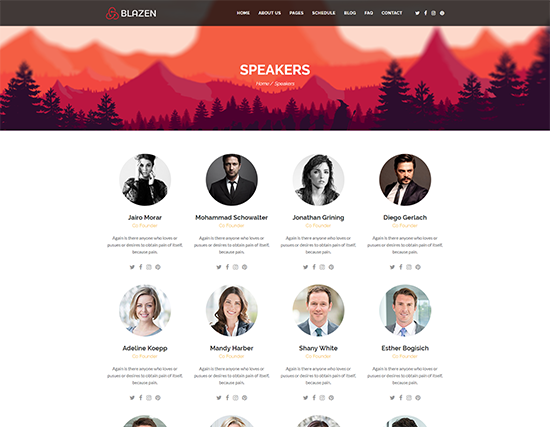 BLAZEN
HOME ABOUT US PAGES SCHEDULE BLOG FAQ CONTACT
SPEAKERS
Home / Speakers
Jairo Morar
Co Founder
Again is there anyone who loves or
pursues or desires to obtain pain of itself,
because pain.
Mohammad Schowalter
Co Founder
Again is there anyone who loves or
pursues or desires to obtain pain of itself,
because pain.
Jonathan Grining
Co Founder
Again is there anyone who loves or
pursues or desires to obtain pain of itself,
because pain.
Diego Gerlach
Co Founder
Again is there anyone who loves or
pursues or desires to obtain pain of itself,
because pain.
Adeline Koepp
Co Founder
Again is there anyone who loves or
pursues or desires to obtain pain of itself,
because pain.
Mandy Harber
Co Founder
Again is there anyone who loves or
pursues or desires to obtain pain of itself,
because pain.
Shany White
Co Founder
Again is there anyone who loves or
pursues or desires to obtain pain of itself,
because pain.
Esther Bogisich
Co Founder
Again is there anyone who loves or
pursues or desires to obtain pain of itself,
because pain.